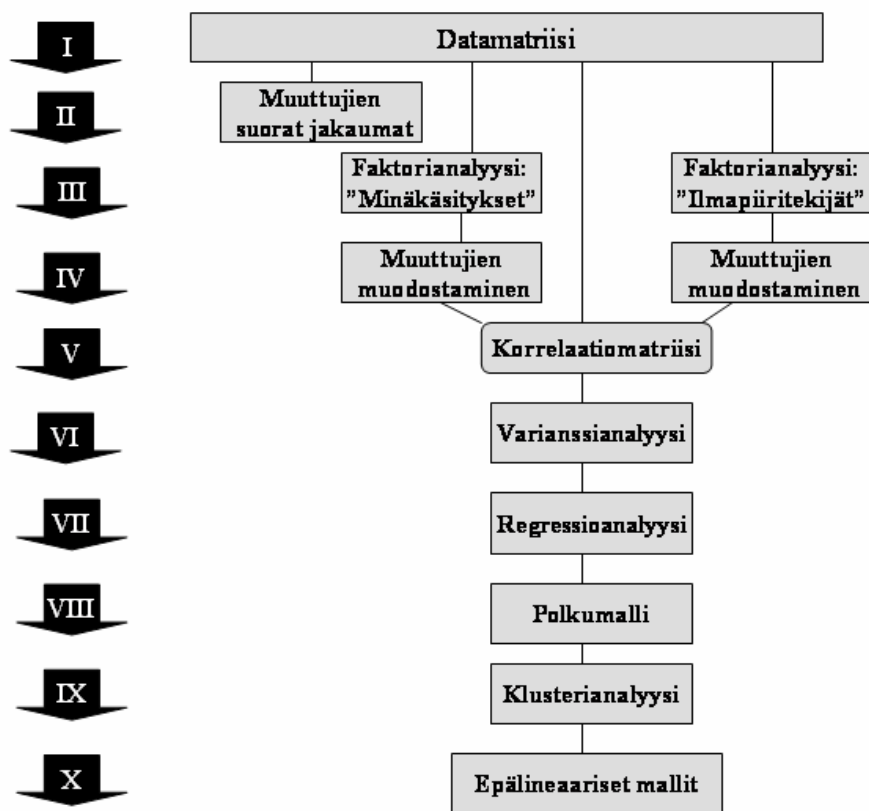 I
Datamatriisi
II
Muuttujien
suorat jakaumat
III
Faktorianalyysi:
"Minäkäsitykset"
Faktorianalyysi:
"Ilmapiiritekijät"
IV
Muuttujien
muodostaminen
Muuttujien
muodostaminen
V
Korrelaatiomatriisi
VI
Varianssianalyysi
VII
Regressioanalyysi
VIII
Polkumalli
IX
Klusterianalyysi
X
Epälineaariset mallit